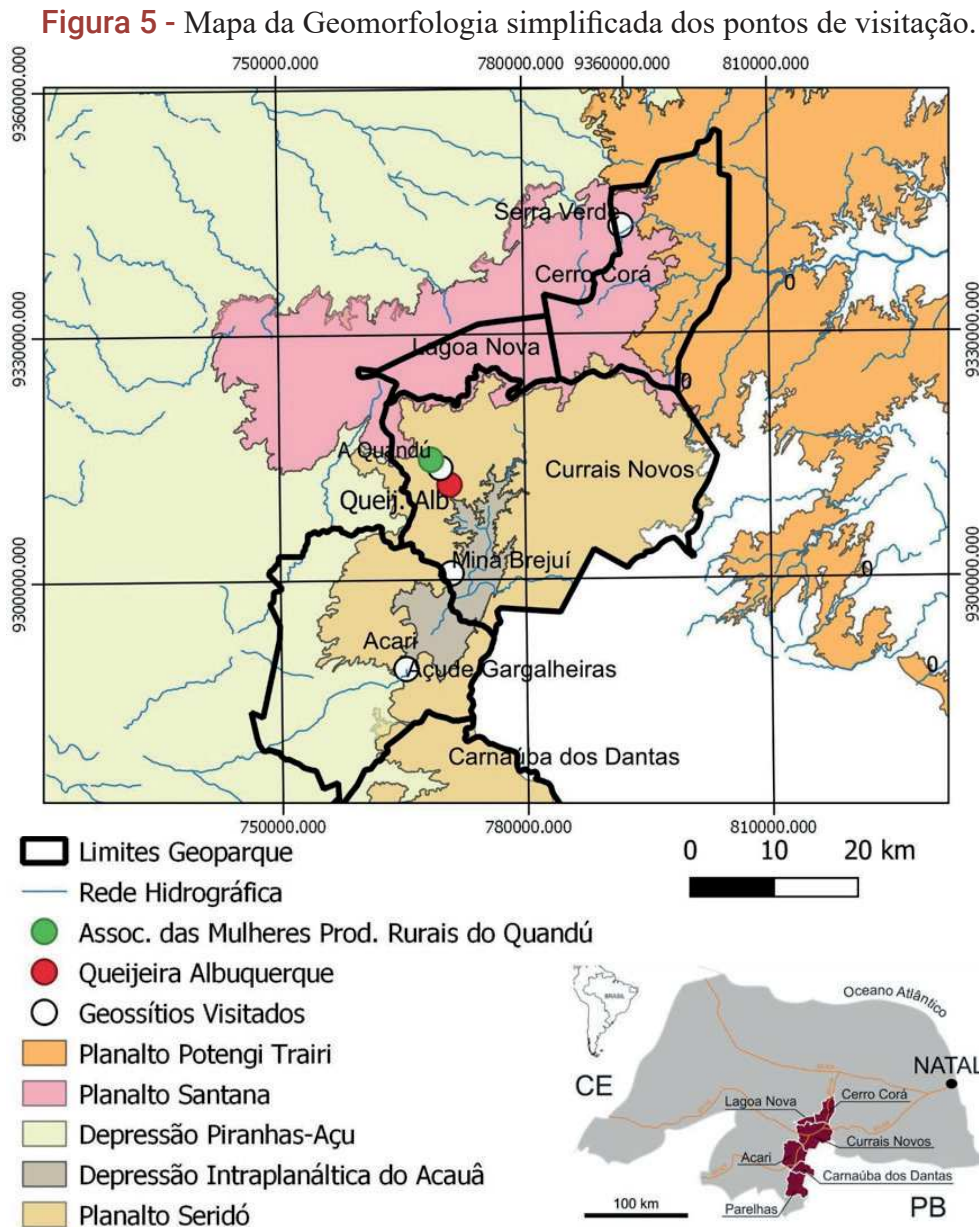 Figura 5 - Mapa da Geomorfologia simplificada dos pontos de visitação.
750000.000 780000.000 9360000.000 810000.000
9360000.000
Serra Verde
Cerro Corá
0
9330000.000
9330000.000
Lagoa Nova
0
A Quandú
Currais Novos
Queij. Alb
Mina Brejuí
0
9300000.000
9300000.000
Acari
Açude Gargalheiras
0
Carnaúba dos Dantas
750000.000 780000.000 810000.000
Limites Geoparque
0 10 20 km
Rede Hidrográfica
Assoc. das Mulheres Prod. Rurais do Quandú
Queijeira Albuquerque
Geossítios Visitados
Planalto Potengi Trairi
Planalto Santana
Depressão Piranhas-Açu
Depressão Intraplanáltica do Acauâ
Planalto Seridó
BRASIL
Oceano Atlântico
NATAL
CE
Lagoa Nova
Cerro Corá
Currais Novos
Acari
Carnaúba dos Dantas
Parelhas
100 km
PB